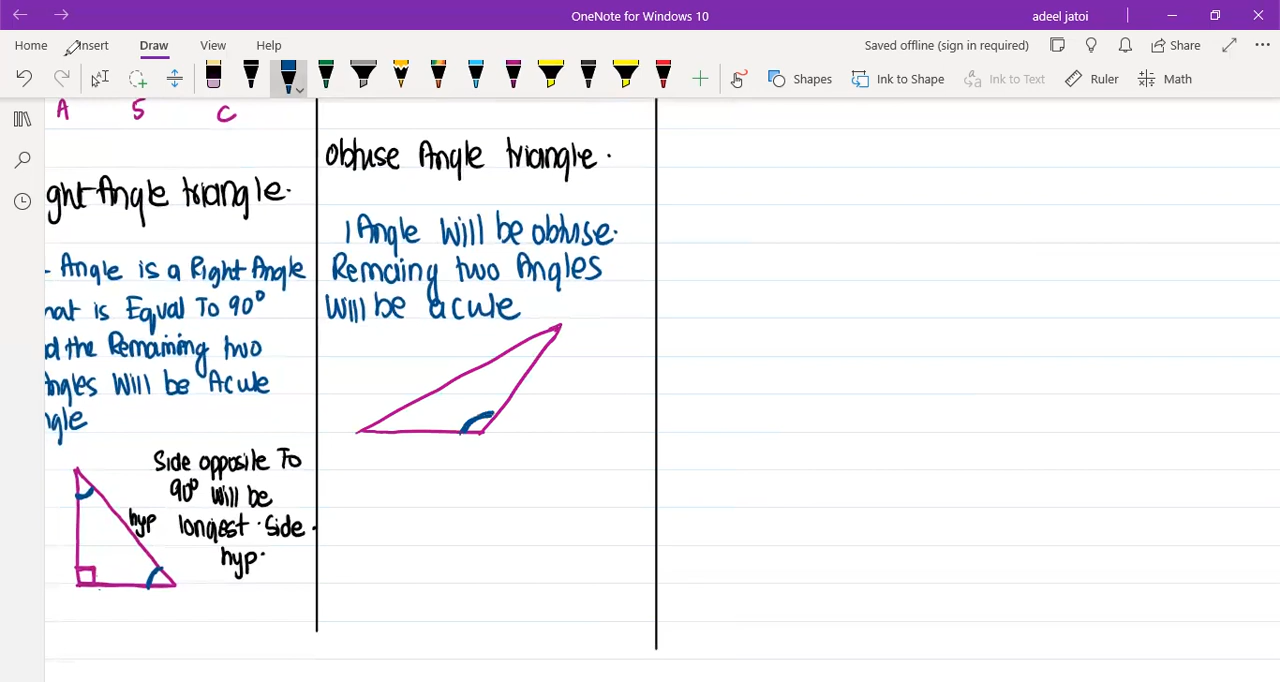 OneNote for Windows 10
adeel jatoi
Home Insert Draw View Help
Saved offline (sign in required)
Share
Shapes
Ink to Shape
Ink to Text
Ruler
Math
A S C
ght Angle triangle.
- Angle is a Right Angle
hat is Equal To 90°
d the Remaining two
Angles Will be Acute
ngle
Side opposite To
90° Will be
longest Side.
hyp.
hyp
Obtuse Angle triangle.
1 Angle Will be obtuse.
Remaing two Angles
Will be acute